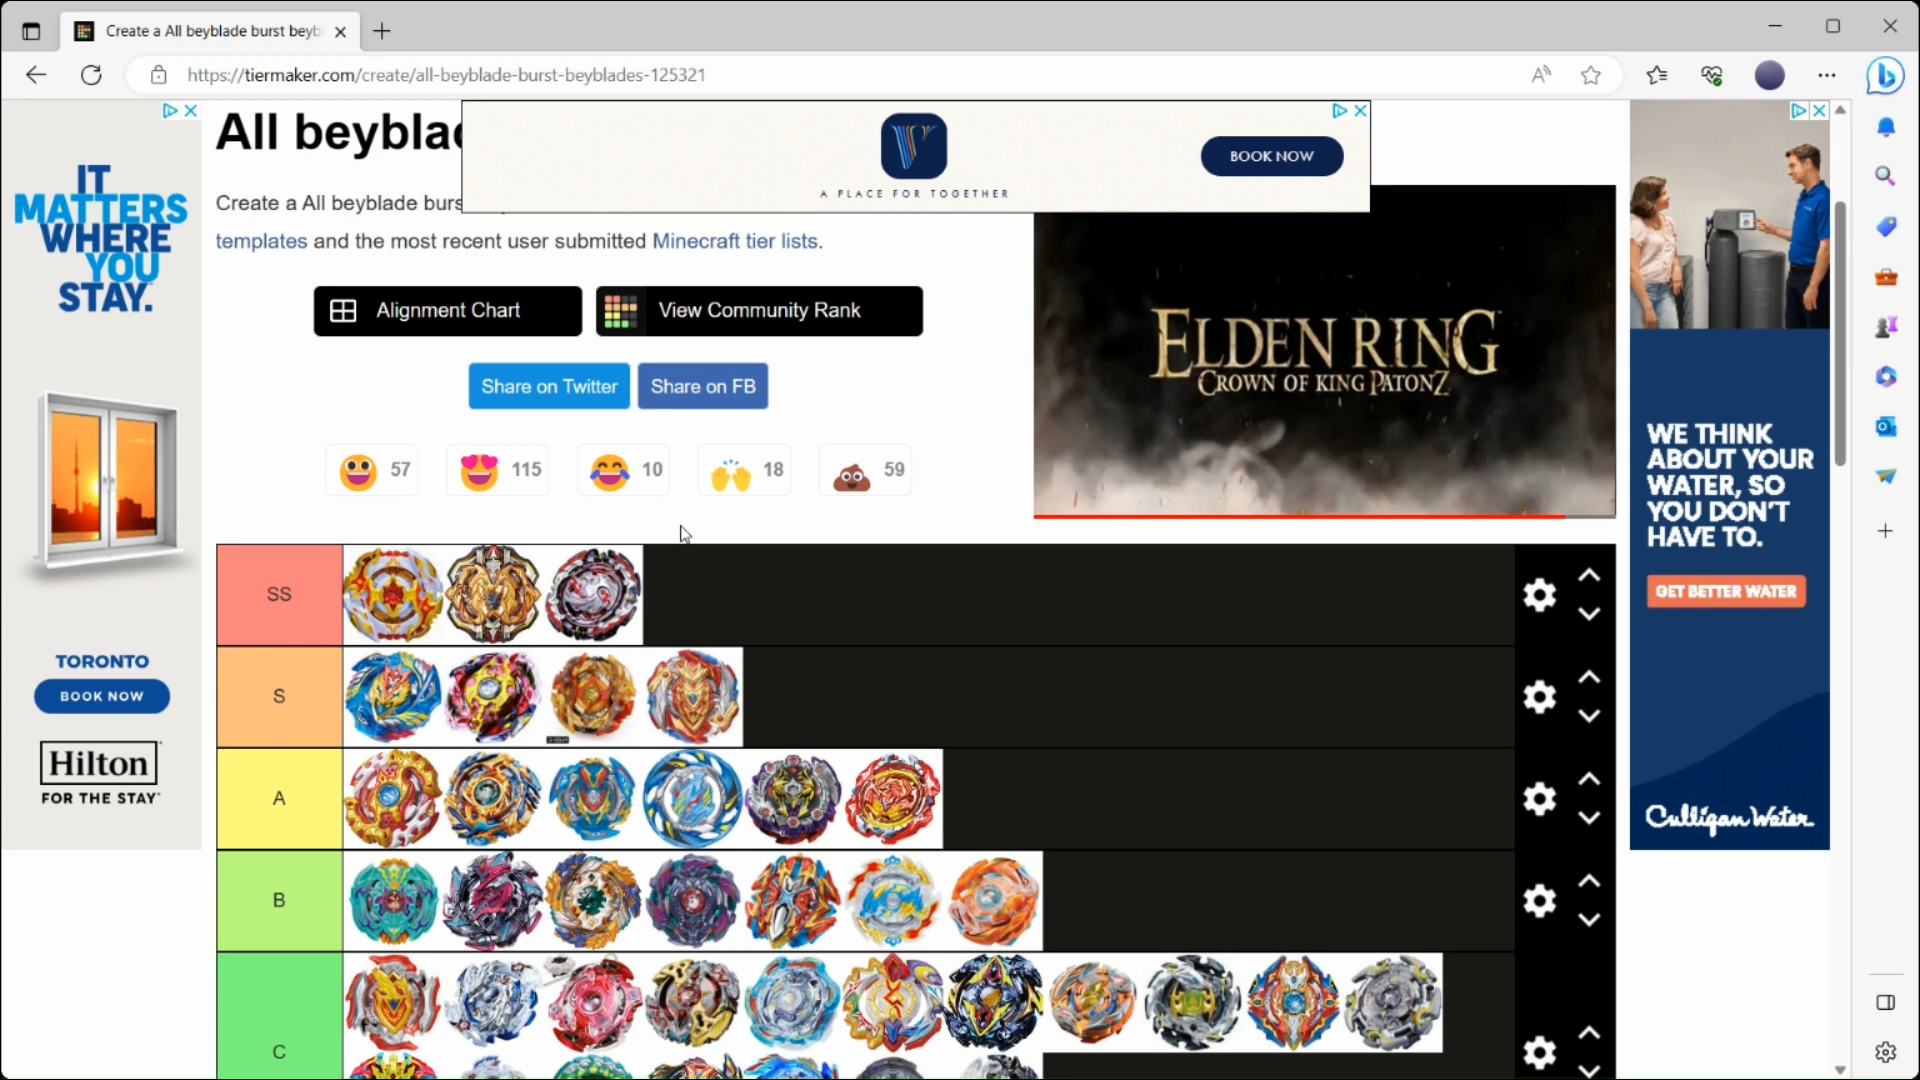 Create a All beyblade burst beyb
https://tiermaker.com/create/all-beyblade-burst-beyblades-125321
All beyblad
A PLACE FOR TOGETHER
BOOK NOW
Create a All beyblade burs
templates and the most recent user submitted Minecraft tier lists.
Alignment Chart
View Community Rank
Share on Twitter
Share on FB
57
115
10
18
59
ELDEN RING
CROWN OF KING PATONZ
SS
S
A
B
C
IT
MATTERS
WHERE
YOU
STAY.
TORONTO
BOOK NOW
Hilton
FOR THE STAY
WE THINK
ABOUT YOUR
WATER, SO
YOU DON'T
HAVE TO.
GET BETTER WATER
Culligan Water